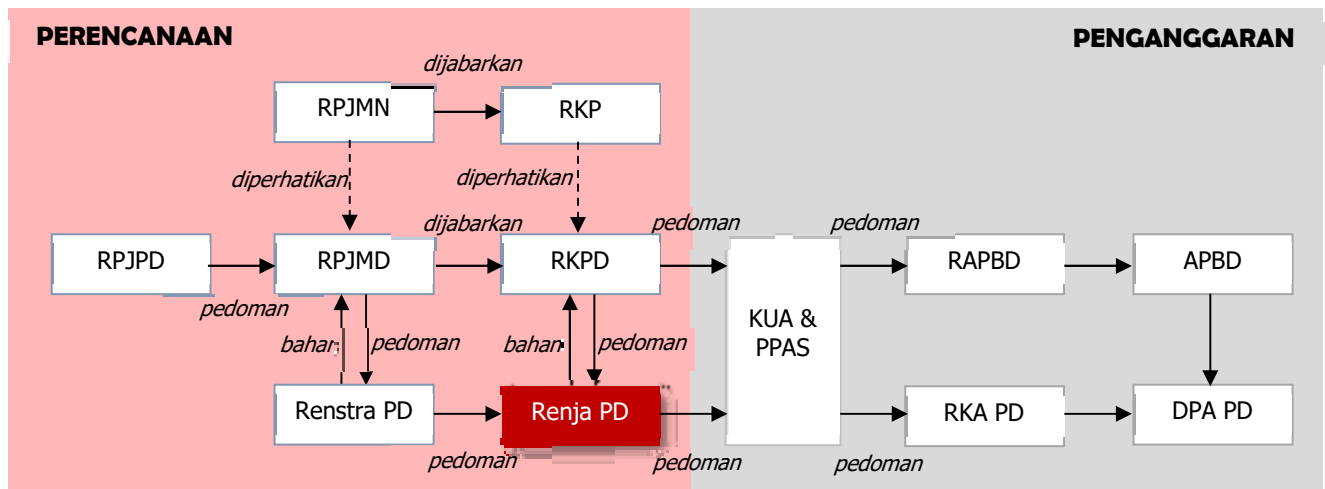 PERENCANAAN
PENGANGGARAN
dijabarkan
RPJMN
RKP
diperhatikan
diperhatikan
dijabarkan
pedoman
pedoman
RPJPD
RPJMD
RKPD
RAPBD
APBD
pedoman
KUA &
PPAS
bahan
pedoman
bahan
pedoman
Renstra PD
Renja PD
RKA PD
DPA PD
pedoman
pedoman
pedoman